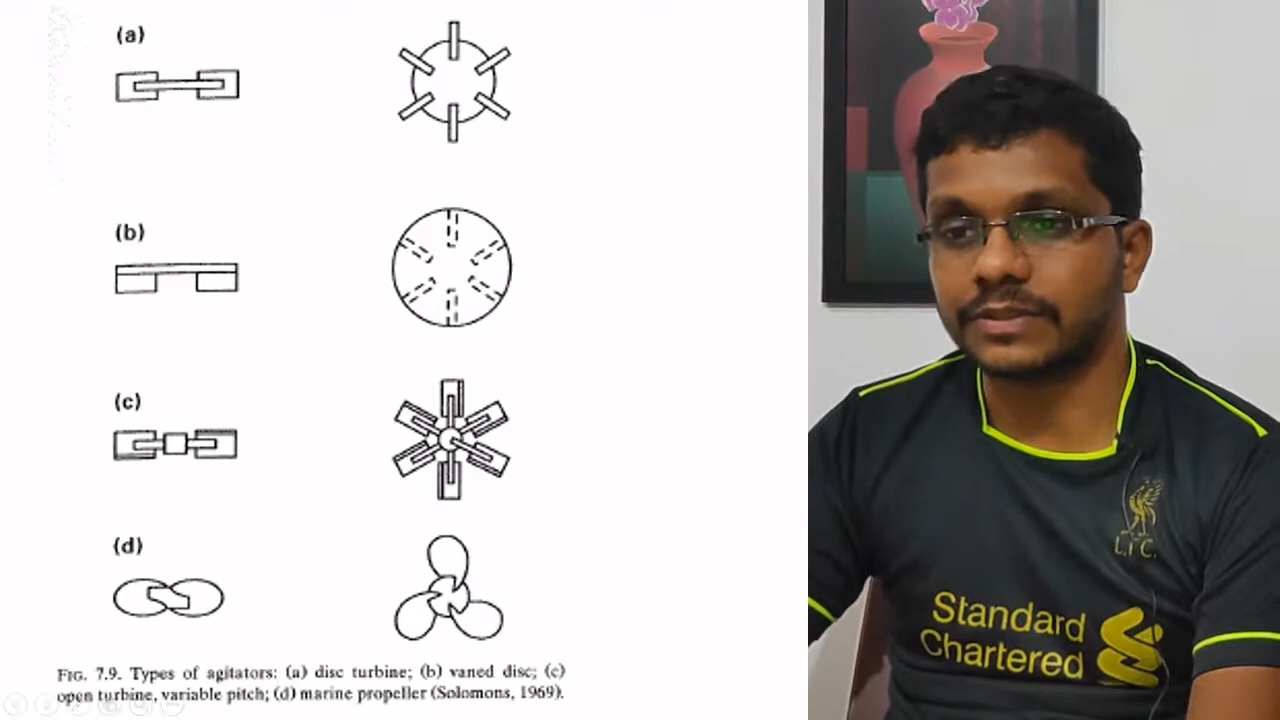 (a)
(b)
(c)
(d)
FIG. 7.9. Types of agitators: (a) disc turbine; (b) vaned disc; (c)
open turbine, variable pitch; (d) marine propeller (Solomons, 1969).
L.F.C.
Standard
Chartered